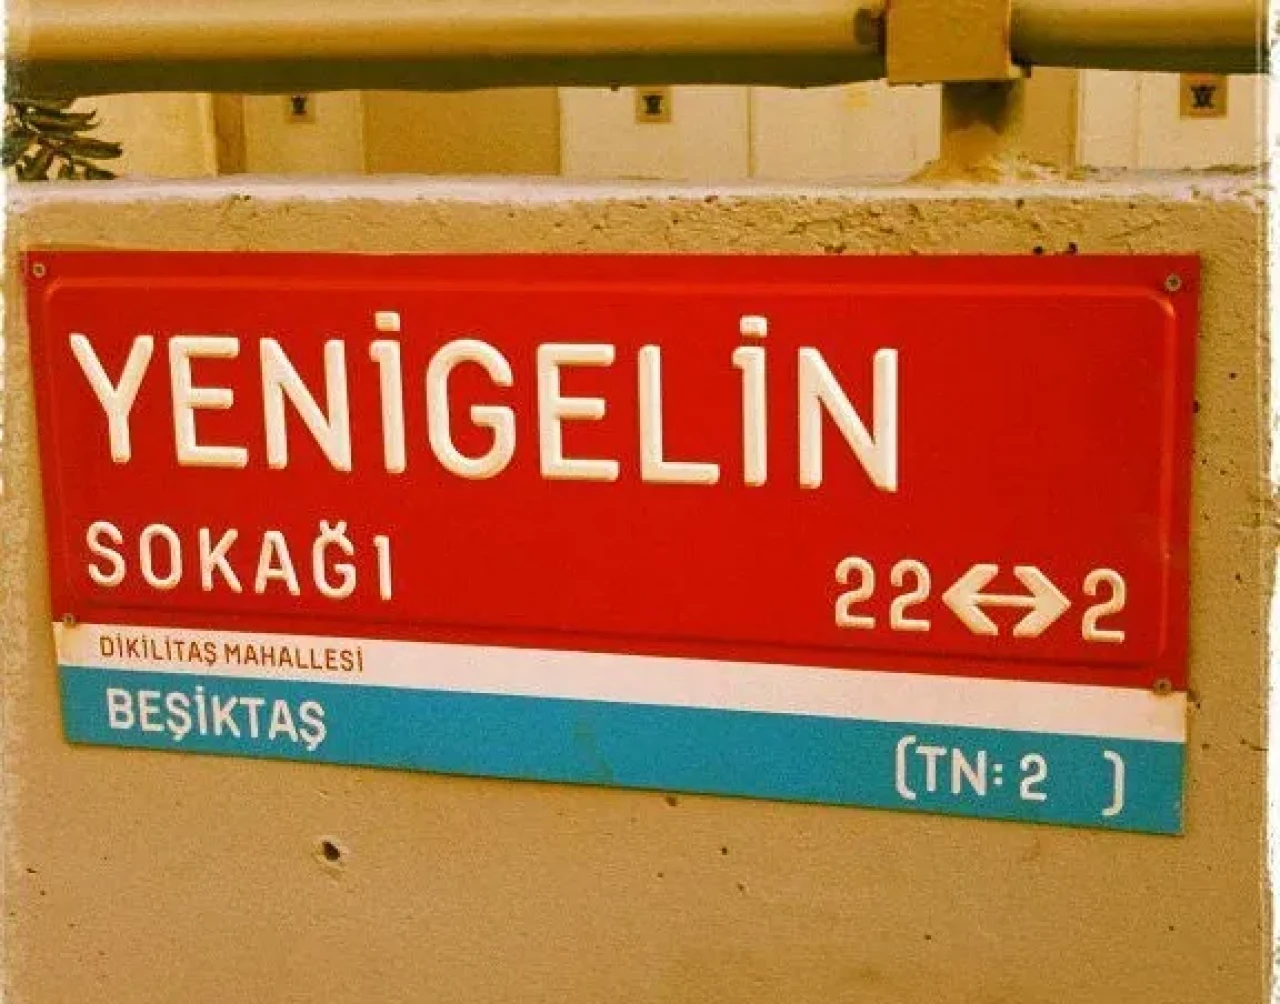 YENİGELİN
SOKAĞI
22↔2
DİKİLİTAŞ MAHALLESİ
BEŞİKTAŞ
(TN: 2 )